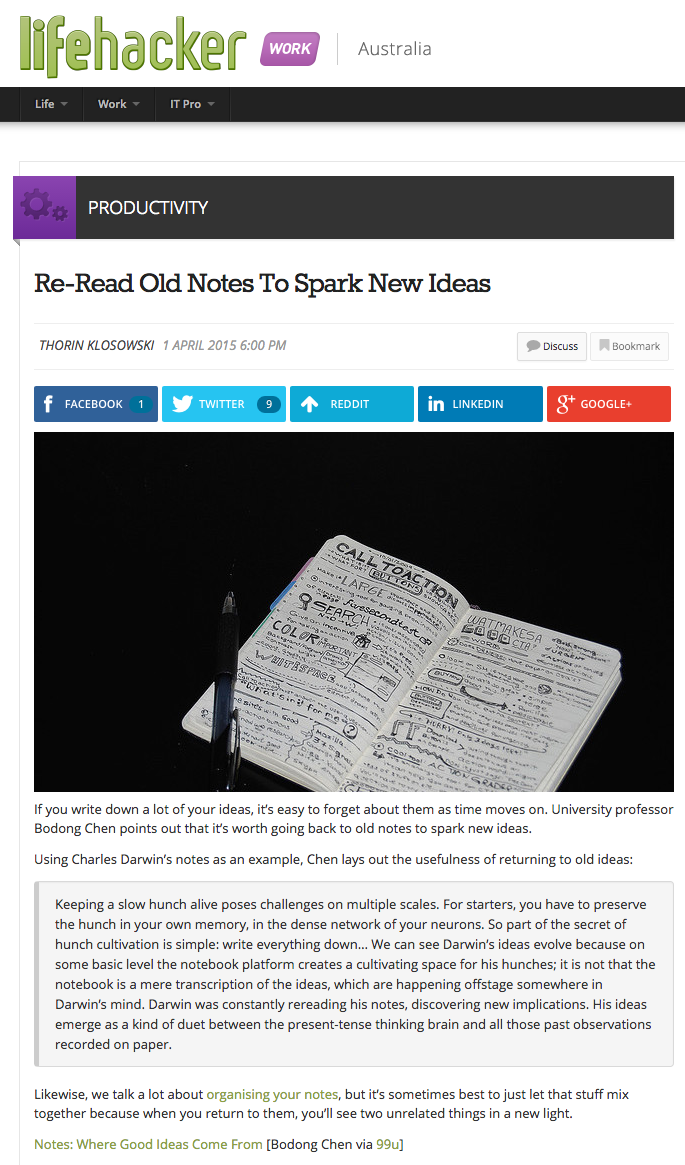 lifehacker WORK Australia
Life Work IT Pro
PRODUCTIVITY
Re-Read Old Notes To Spark New Ideas
THORIN KLOSOWSKI 1 APRIL 2015 6:00 PM Discuss Bookmark
FACEBOOK 1 TWITTER 9 REDDIT LINKEDIN GOOGLE+
CALL TO ACTION
BUTTONS
LARGE
fivesecondtest
SEARCH
COLOR
WHITESPACE
What's in it for me?
WATMAKESA
GOOD CTA?
URGENT
If you write down a lot of your ideas, it's easy to forget about them as time moves on. University professor
Bodong Chen points out that it's worth going back to old notes to spark new ideas.
Using Charles Darwin's notes as an example, Chen lays out the usefulness of returning to old ideas:
Keeping a slow hunch alive poses challenges on multiple scales. For starters, you have to preserve
the hunch in your own memory, in the dense network of your neurons. So part of the secret of
hunch cultivation is simple: write everything down... We can see Darwin's ideas evolve because on
some basic level the notebook platform creates a cultivating space for his hunches; it is not that the
notebook is a mere transcription of the ideas, which are happening offstage somewhere in
Darwin's mind. Darwin was constantly rereading his notes, discovering new implications. His ideas
emerge as a kind of duet between the present-tense thinking brain and all those past observations
recorded on paper.
Likewise, we talk a lot about organising your notes, but it's sometimes best to just let that stuff mix
together because when you return to them, you'll see two unrelated things in a new light.
Notes: Where Good Ideas Come From [Bodong Chen via 99u]